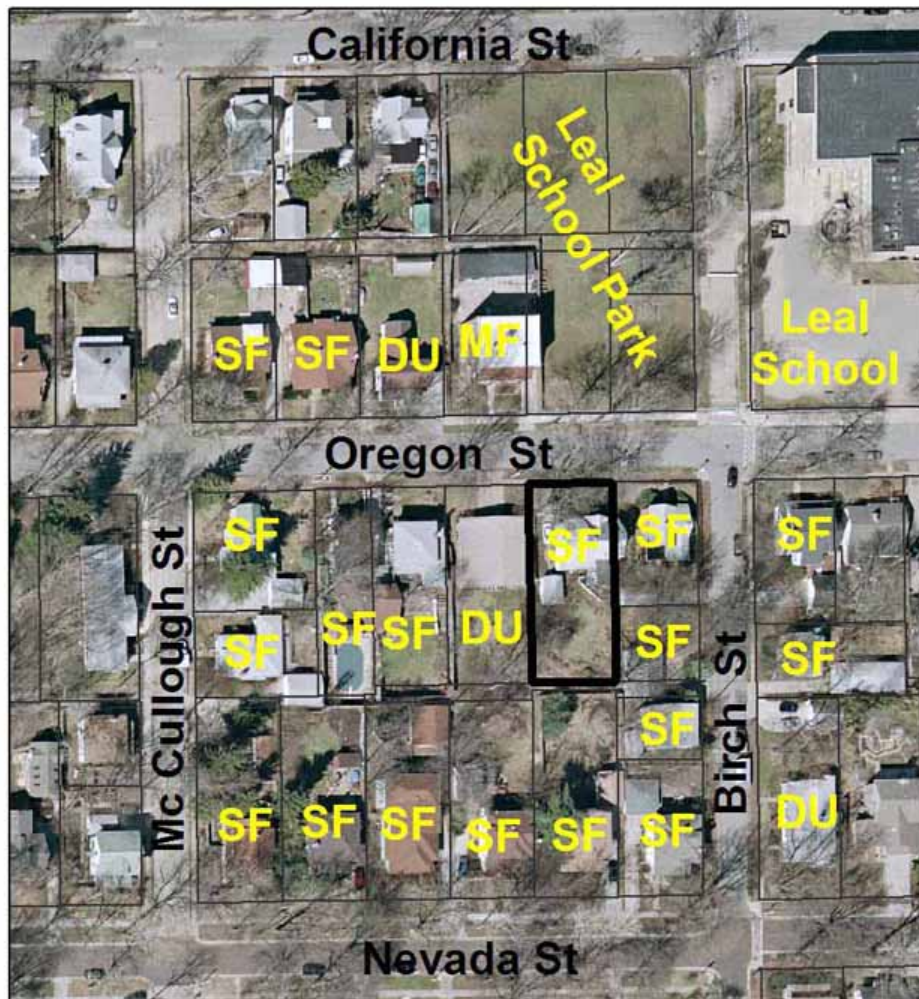 California St
Leal
School Park
Leal
School
SF
SF
DU
MF
Oregon St
SF
SF
SF
SF
SF
SF
SF
DU
SF
SF
SF
Mc Cullough St
Birch St
SF
SF
SF
SF
SF
SF
SF
DU
Nevada St